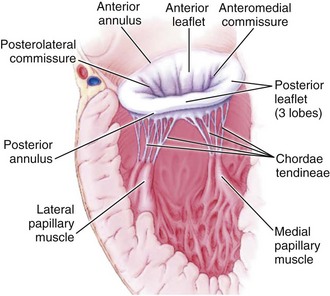 Anterior
annulus
Anterior
leaflet
Anteromedial
commissure
Posterolateral
commissure
Posterior
leaflet
(3 lobes)
Posterior
annulus
Chordae
tendineae
Lateral
papillary
muscle
Medial
papillary
muscle